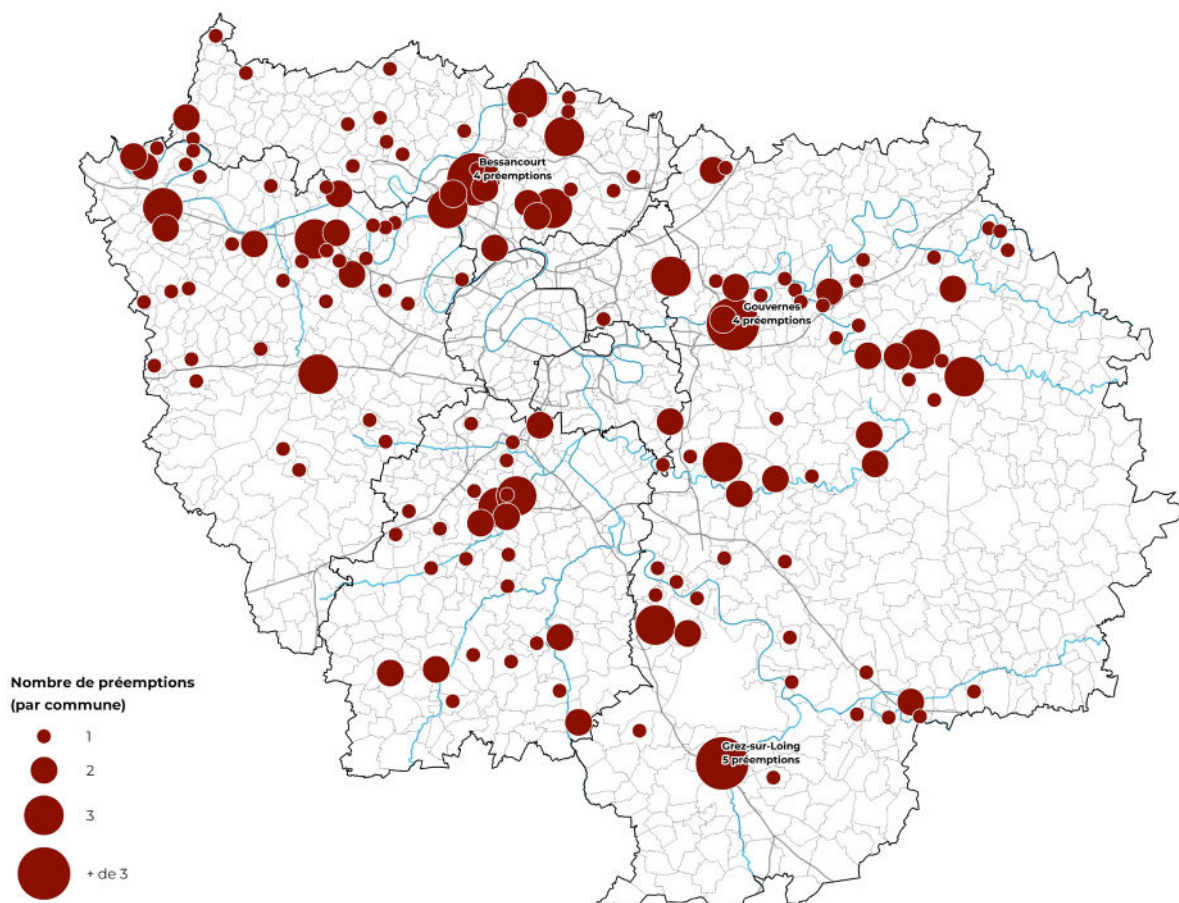 Bessancourt
4 préemptions
Gouvernes
4 préemptions
Grez-sur-Loing
5 préemptions
Nombre de préemptions
(par commune)
1
2
3
+ de 3